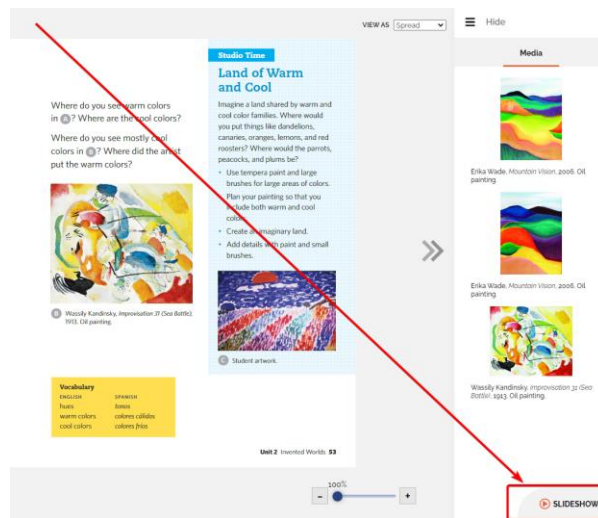 VIEW AS Spread
Hide
Media
Studio Time
Land of Warm
and Cool
Imagine a land shared by warm and
cool color families. Where would
you put things like dandelions,
canaries, oranges, lemons, and red
roosters? Where would the parrots,
peacocks, and plums be?
• Use tempera paint and large
brushes for large areas of colors.
Plan your painting so that you
include both warm and cool
colors.
• Create an imaginary land.
• Add details with paint and small
brushes.
C Student artwork.
Where do you see warm colors
in A? Where are the cool colors?
Where do you see mostly cool
colors in B? Where did the artist
put the warm colors?
B Wassily Kandinsky, Improvisation 31 (Sea Battle),
1913. Oil painting.
Vocabulary
ENGLISH SPANISH
hues tonos
warm colors colores cálidos
cool colors colores fríos
Unit 2 Invented Worlds 53
100%
- +
Erika Wade, Mountain Vision, 2006. Oil
painting.
Erika Wade, Mountain Vision, 2006. Oil
painting.
Wassily Kandinsky, Improvisation 31 (Sea
Battle), 1913. Oil painting.
SLIDESHOW